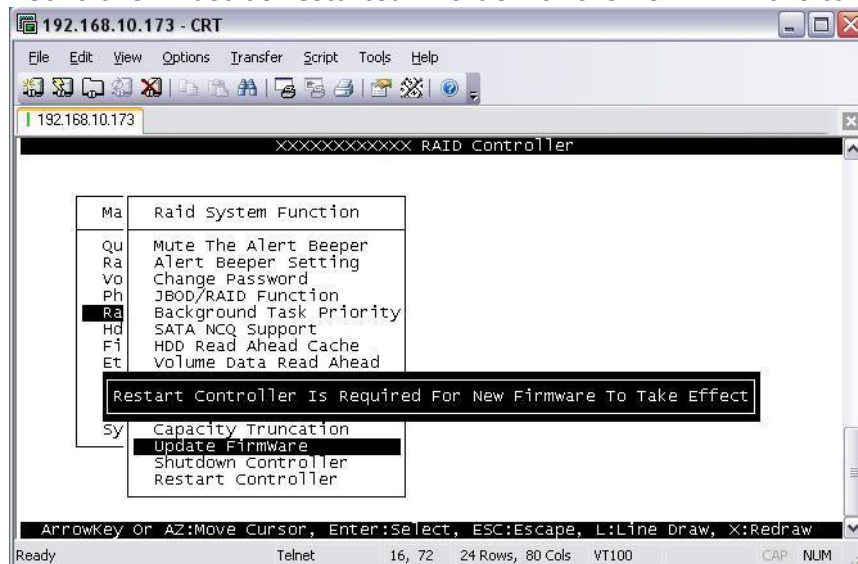 192.168.10.173 - CRT
File Edit View Options Transfer Script Tools Help
192.168.10.173
XXXXXXXXXXXX RAID Controller
Ma Raid System Function
Qu Mute The Alert Beeper
Ra Alert Beeper Setting
Vo Change Password
Ph JBOD/RAID Function
Ra Background Task Priority
Hd SATA NCQ Support
Fi HDD Read Ahead Cache
Et Volume Data Read Ahead
Restart Controller Is Required For New Firmware To Take Effect
Sy Capacity Truncation
Update Firmware
Shutdown Controller
Restart Controller
ArrowKey Or AZ:Move Cursor, Enter:Select, ESC:Escape, L:Line Draw, X:Redraw
Ready Telnet 16, 72 24 Rows, 80 Cols VT100 CAP NUM